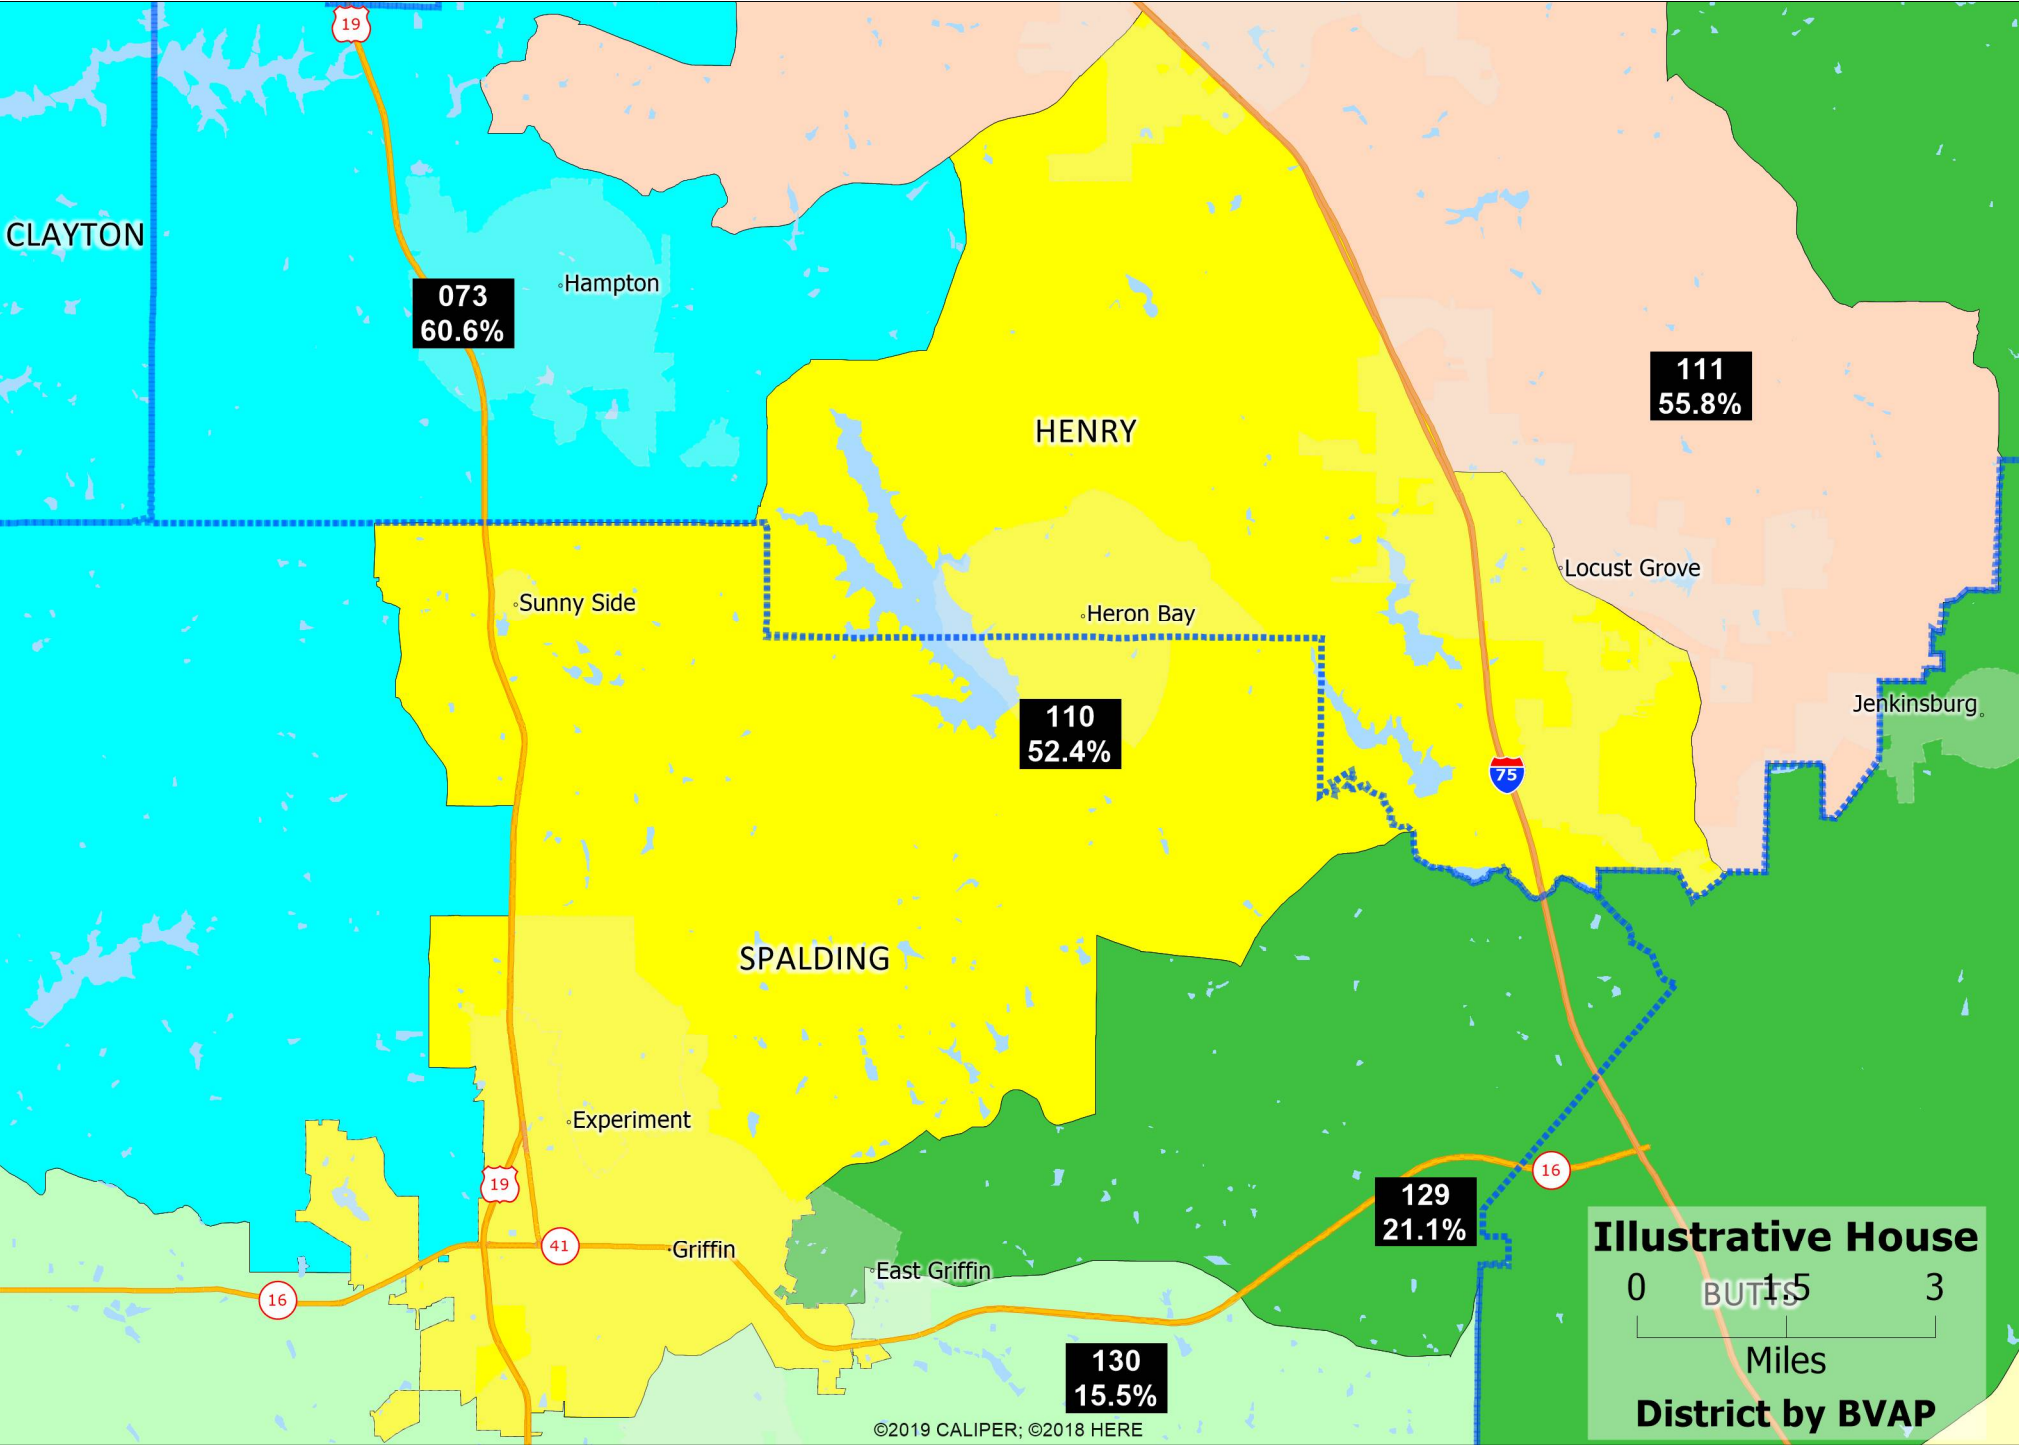 19
CLAYTON
Hampton
073
60.6%
111
55.8%
HENRY
Locust Grove
Sunny Side
Heron Bay
Jenkinsburg
110
52.4%
75
SPALDING
Experiment
19
16
129
21.1%
41
Griffin
East Griffin
16
Illustrative House
0 1.5 3
BUTTS
Miles
District by BVAP
130
15.5%
©2019 CALIPER; ©2018 HERE